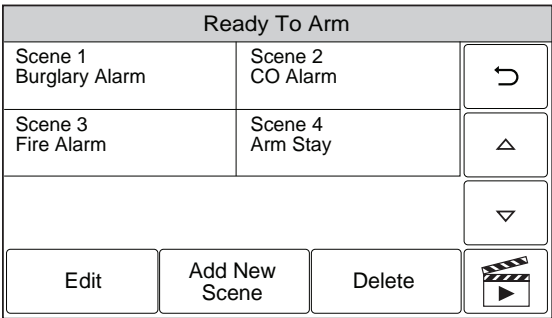 Ready To Arm
Scene 1
Burglary Alarm
Scene 2
CO Alarm
Scene 3
Fire Alarm
Scene 4
Arm Stay
Edit
Add New
Scene
Delete